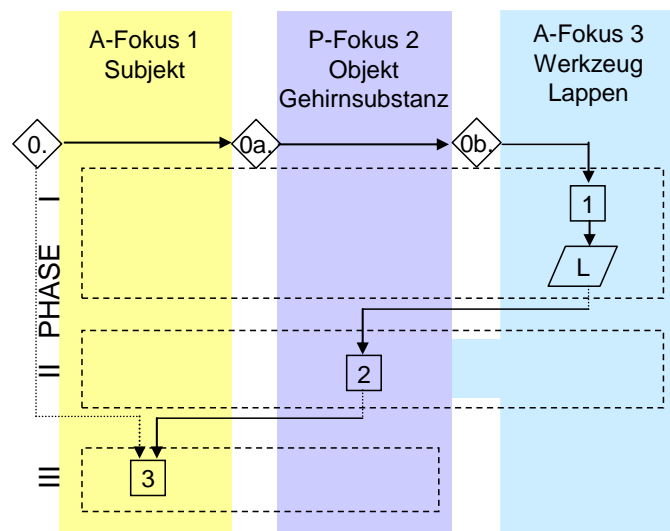 A-Fokus 1
Subjekt
P-Fokus 2
Objekt
Gehirnsubstanz
A-Fokus 3
Werkzeug
Lappen
0.
0a.
0b.
PHASE I
1
L
II
2
III
3